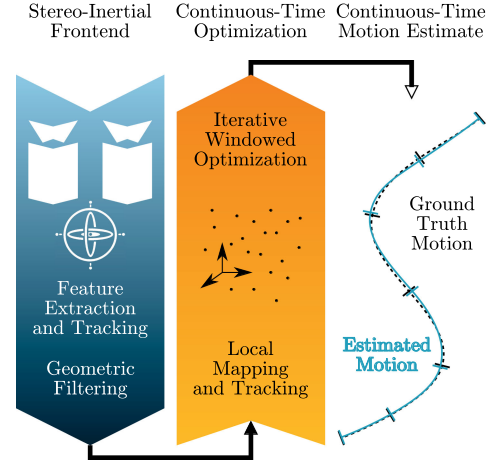 Stereo-Inertial
Frontend
Continuous-Time
Optimization
Continuous-Time
Motion Estimate
Feature
Extraction
and Tracking
Geometric
Filtering
Iterative
Windowed
Optimization
Local
Mapping
and Tracking
Ground
Truth
Motion
Estimated
Motion